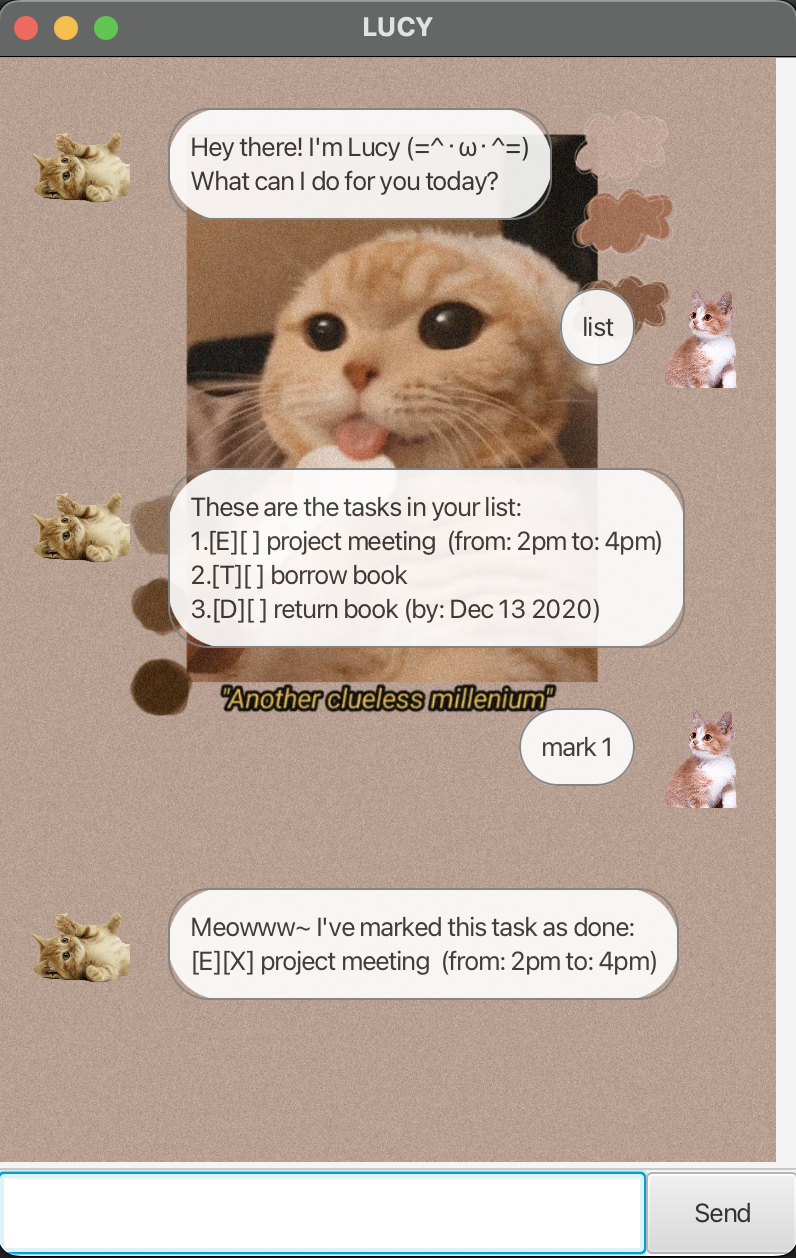 LUCY
Hey there! I'm Lucy (=^･ω･^=)
What can I do for you today?
list
These are the tasks in your list:
1.[E][ ] project meeting  (from: 2pm to: 4pm)
2.[T][ ] borrow book
3.[D][ ] return book (by: Dec 13 2020)
"Another clueless millenium"
mark 1
Meowww~ I've marked this task as done:
[E][X] project meeting  (from: 2pm to: 4pm)
Send